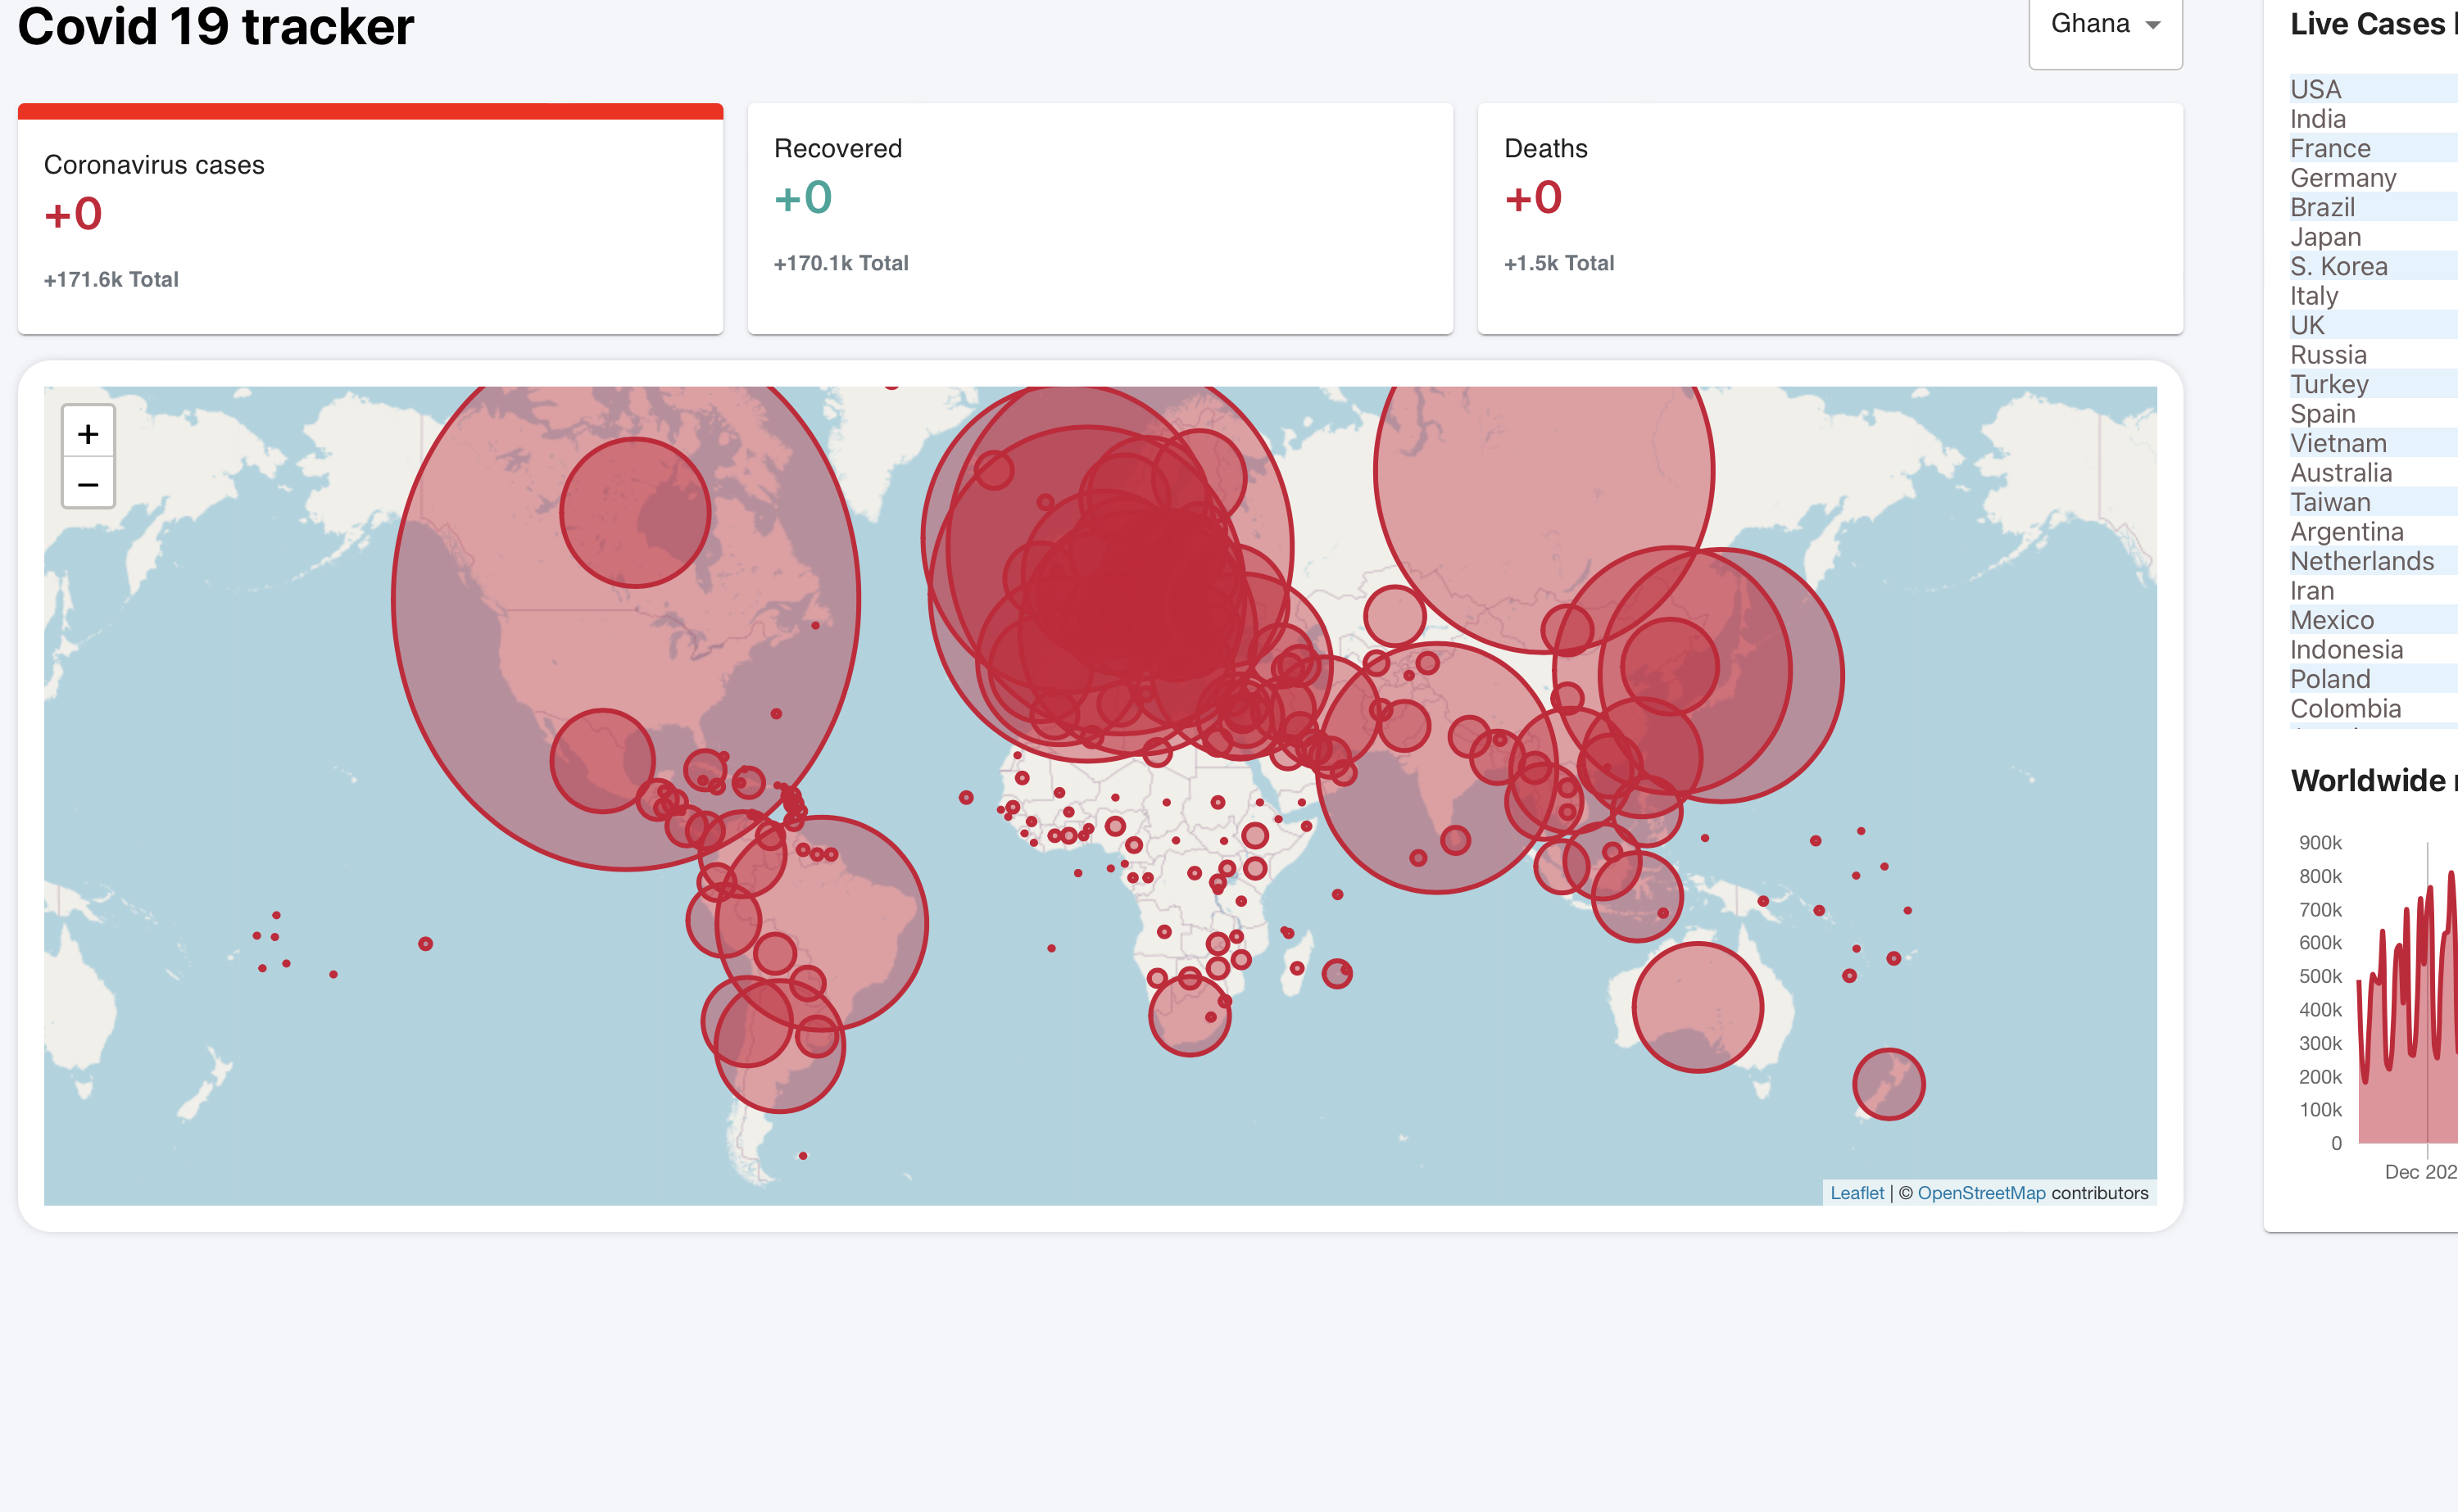 Covid 19 tracker
Ghana
Coronavirus cases
+0
+171.6k Total
Recovered
+0
+170.1k Total
Deaths
+0
+1.5k Total
+
−
Leaflet | © OpenStreetMap contributors
Live Cases
USA
India
France
Germany
Brazil
Japan
S. Korea
Italy
UK
Russia
Turkey
Spain
Vietnam
Australia
Taiwan
Argentina
Netherlands
Iran
Mexico
Indonesia
Poland
Colombia
Worldwide
900k
800k
700k
600k
500k
400k
300k
200k
100k
0
Dec 202